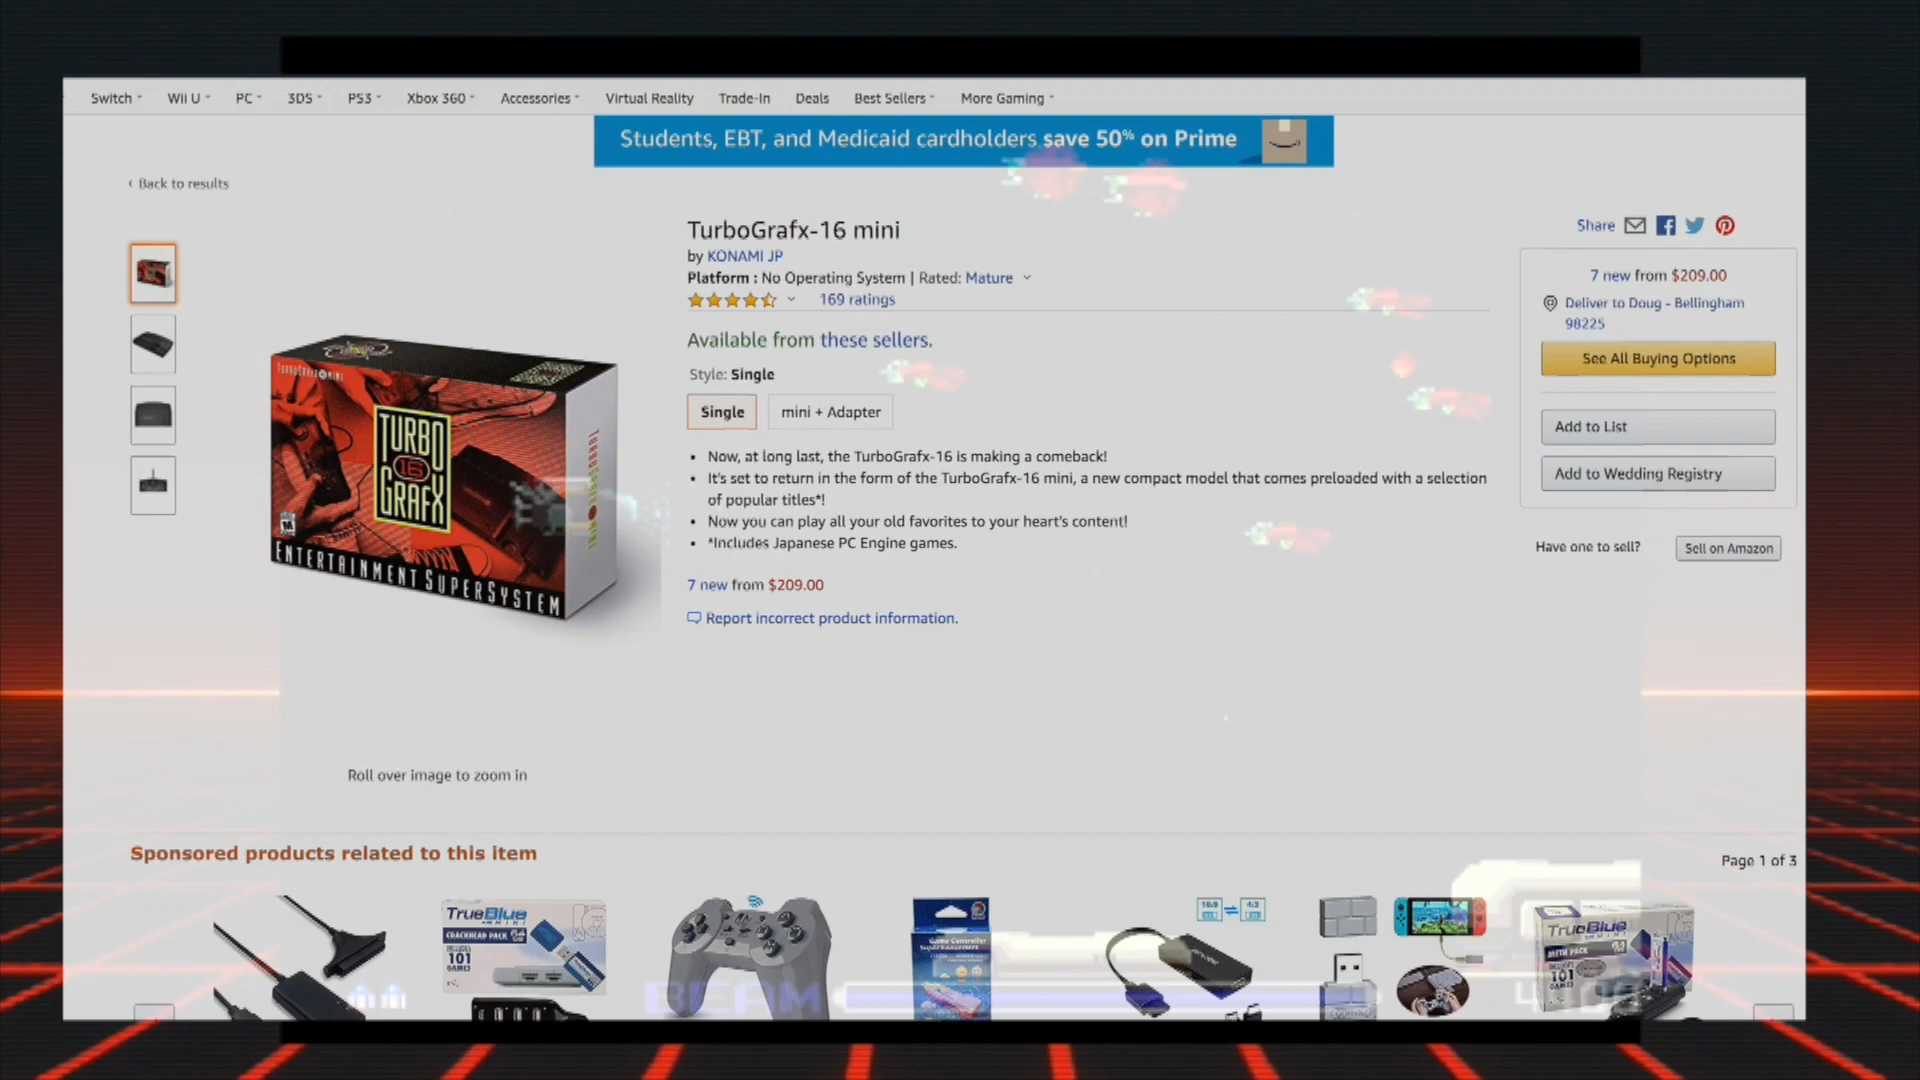 Switch
Wii U
PC
3DS
PS3
Xbox 360
Accessories
Virtual Reality
Trade-In
Deals
Best Sellers
More Gaming
Students, EBT, and Medicaid cardholders save 50% on Prime
‹ Back to results
TurboGrafx-16 mini
by KONAMI JP
Platform : No Operating System | Rated: Mature
169 ratings
Available from these sellers.
Style: Single
Single
mini + Adapter
• Now, at long last, the TurboGrafx-16 is making a comeback!
• It's set to return in the form of the TurboGrafx-16 mini, a new compact model that comes preloaded with a selection
of popular titles*!
• Now you can play all your old favorites to your heart's content!
• *Includes Japanese PC Engine games.
7 new from $209.00
Report incorrect product information.
Share
7 new from $209.00
Deliver to Doug - Bellingham
98225
See All Buying Options
Add to List
Add to Wedding Registry
Have one to sell?
Sell on Amazon
TURBO
16
GRAFX
ENTERTAINMENT SUPERSYSTEM
M
Roll over image to zoom in
Sponsored products related to this item
Page 1 of 3
TrueBlue
MINI
CRACKHEAD PACK 64
INCLUDES
101
GAMES
Game Controller
16:9
4:3
TrueBlue
METH PACK
INCLUDES
101
GAMES
BEAM